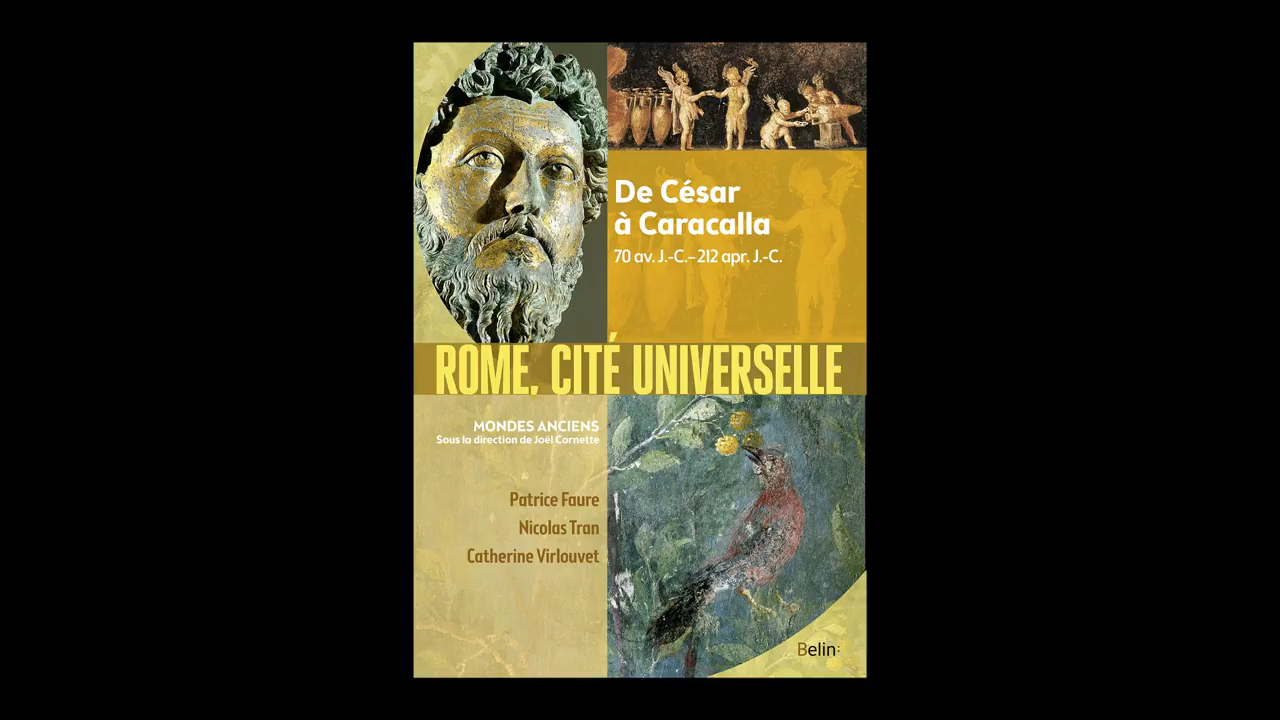 De César
à Caracalla
70 av. J.-C.–212 apr. J.-C.
ROME, CITÉ UNIVERSELLE
MONDES ANCIENS
Sous la direction de Joël Cornette
Patrice Faure
Nicolas Tran
Catherine Virlouvet
Belin: